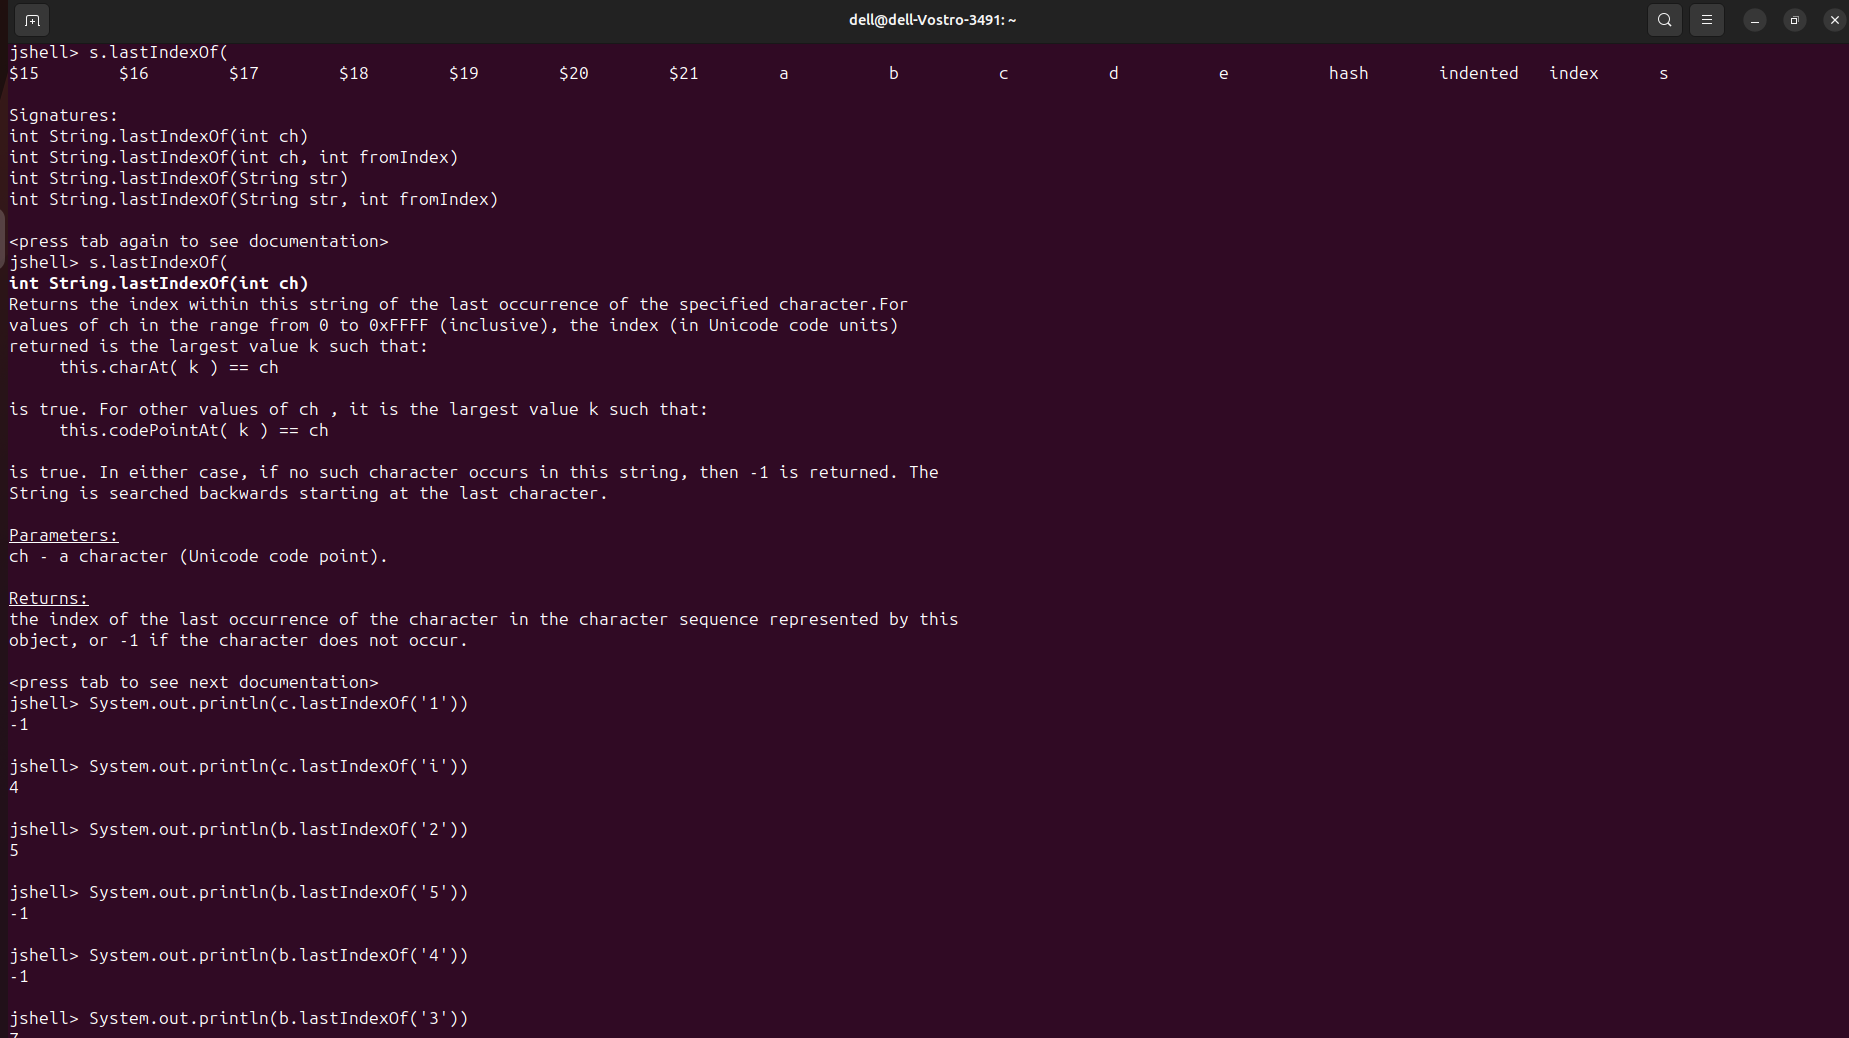 dell@dell-Vostro-3491: ~
jshell> s.lastIndexOf(
$15 $16 $17 $18 $19 $20 $21 a b c d e hash indented index s
Signatures:
int String.lastIndexOf(int ch)
int String.lastIndexOf(int ch, int fromIndex)
int String.lastIndexOf(String str)
int String.lastIndexOf(String str, int fromIndex)
<press tab again to see documentation>
jshell> s.lastIndexOf(
int String.lastIndexOf(int ch)
Returns the index within this string of the last occurrence of the specified character.For
values of ch in the range from 0 to 0xFFFF (inclusive), the index (in Unicode code units)
returned is the largest value k such that:
this.charAt( k ) == ch
is true. For other values of ch , it is the largest value k such that:
this.codePointAt( k ) == ch
is true. In either case, if no such character occurs in this string, then -1 is returned. The
String is searched backwards starting at the last character.
Parameters:
ch - a character (Unicode code point).
Returns:
the index of the last occurrence of the character in the character sequence represented by this
object, or -1 if the character does not occur.
<press tab to see next documentation>
jshell> System.out.println(c.lastIndexOf('1'))
-1
jshell> System.out.println(c.lastIndexOf('i'))
4
jshell> System.out.println(b.lastIndexOf('2'))
5
jshell> System.out.println(b.lastIndexOf('5'))
-1
jshell> System.out.println(b.lastIndexOf('4'))
-1
jshell> System.out.println(b.lastIndexOf('3'))